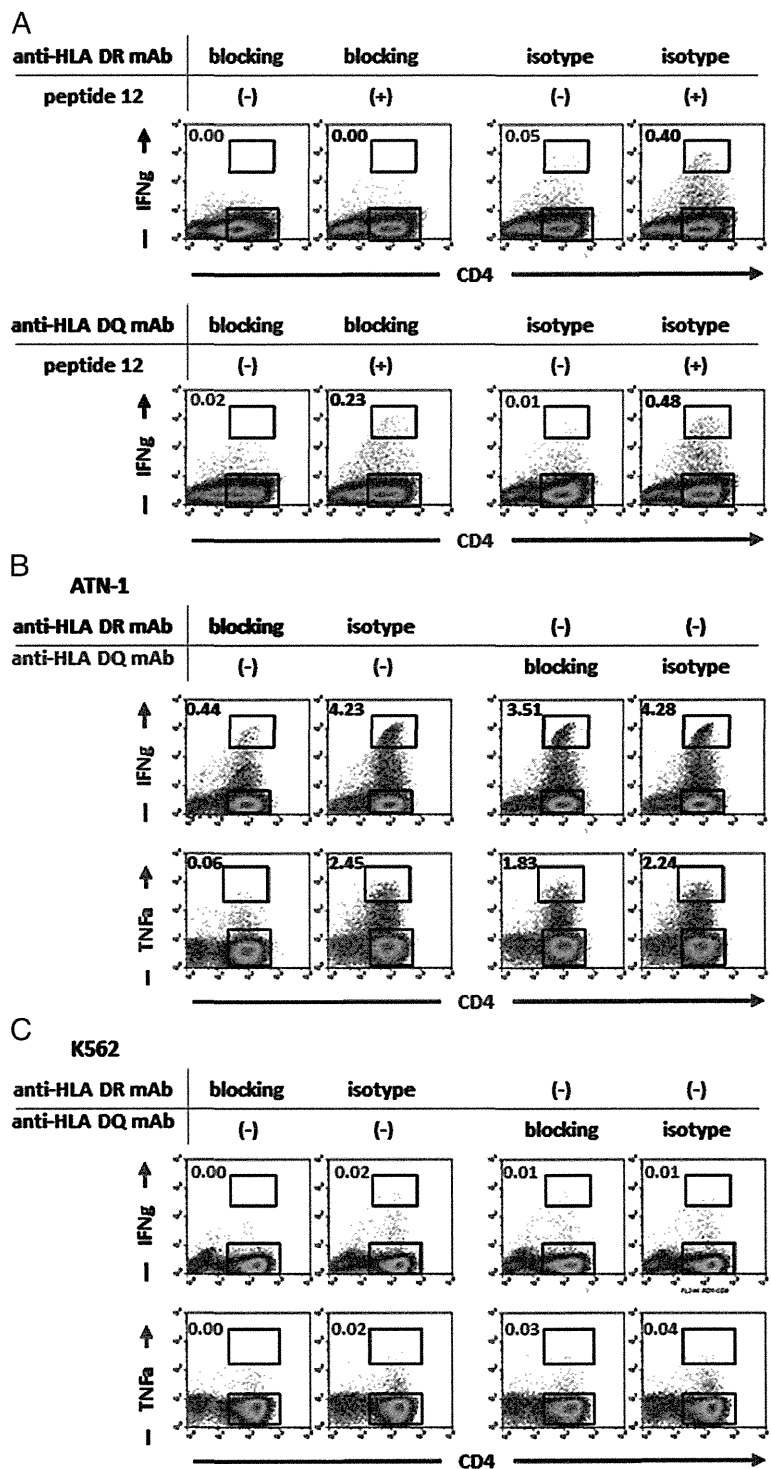 A
anti-HLA DR mAb blocking blocking isotype isotype
peptide 12 (-) (+) (-) (+)
0.00 0.00 0.05 0.40
IFNg
CD4
anti-HLA DQ mAb blocking blocking isotype isotype
peptide 12 (-) (+) (-) (+)
0.02 0.23 0.01 0.48
IFNg
CD4
B
ATN-1
anti-HLA DR mAb blocking isotype (-) (-)
anti-HLA DQ mAb (-) (-) blocking isotype
0.44 4.23 3.51 4.28
IFNg
0.06 2.45 1.83 2.24
TNFa
CD4
C
K562
anti-HLA DR mAb blocking isotype (-) (-)
anti-HLA DQ mAb (-) (-) blocking isotype
0.00 0.02 0.01 0.01
IFNg
0.00 0.02 0.03 0.04
TNFa
CD4